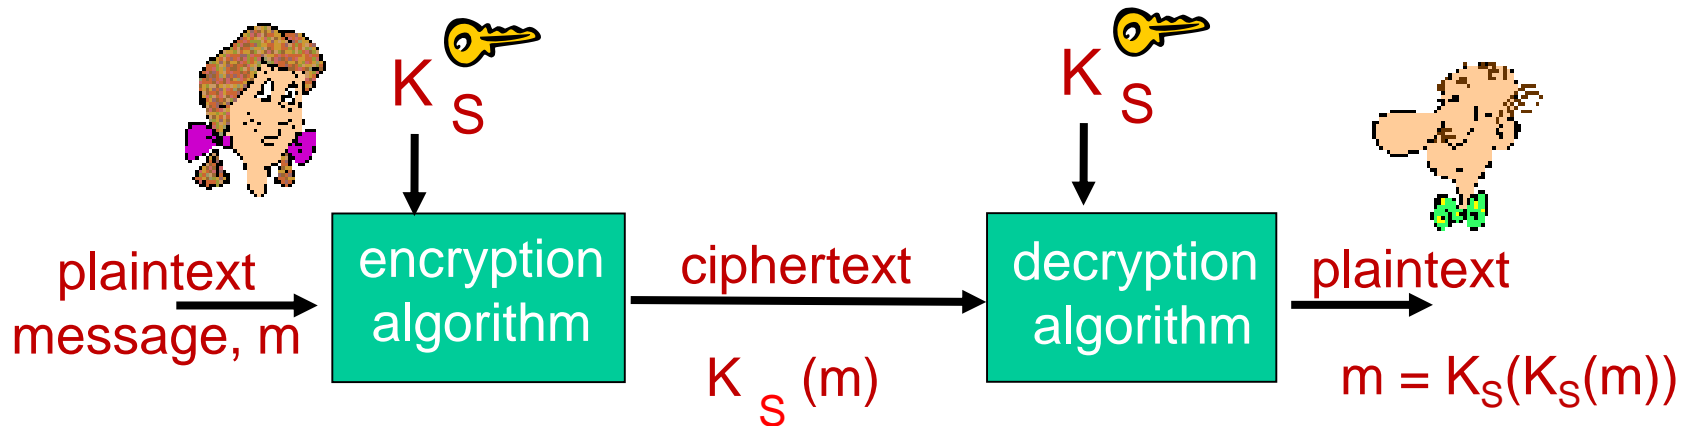 K S
K S
plaintext
message, m
encryption
algorithm
ciphertext
K S (m)
decryption
algorithm
plaintext
m = KS(KS(m))